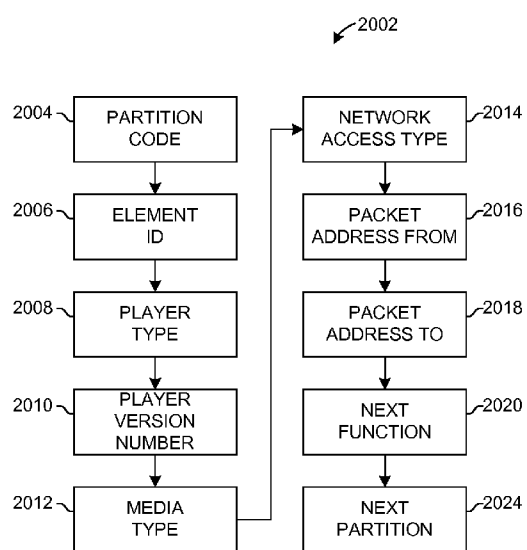 2002
2004
PARTITION
CODE
2006
ELEMENT
ID
2008
PLAYER
TYPE
2010
PLAYER
VERSION
NUMBER
2012
MEDIA
TYPE
NETWORK
ACCESS TYPE
2014
PACKET
ADDRESS FROM
2016
PACKET
ADDRESS TO
2018
NEXT
FUNCTION
2020
NEXT
PARTITION
2024